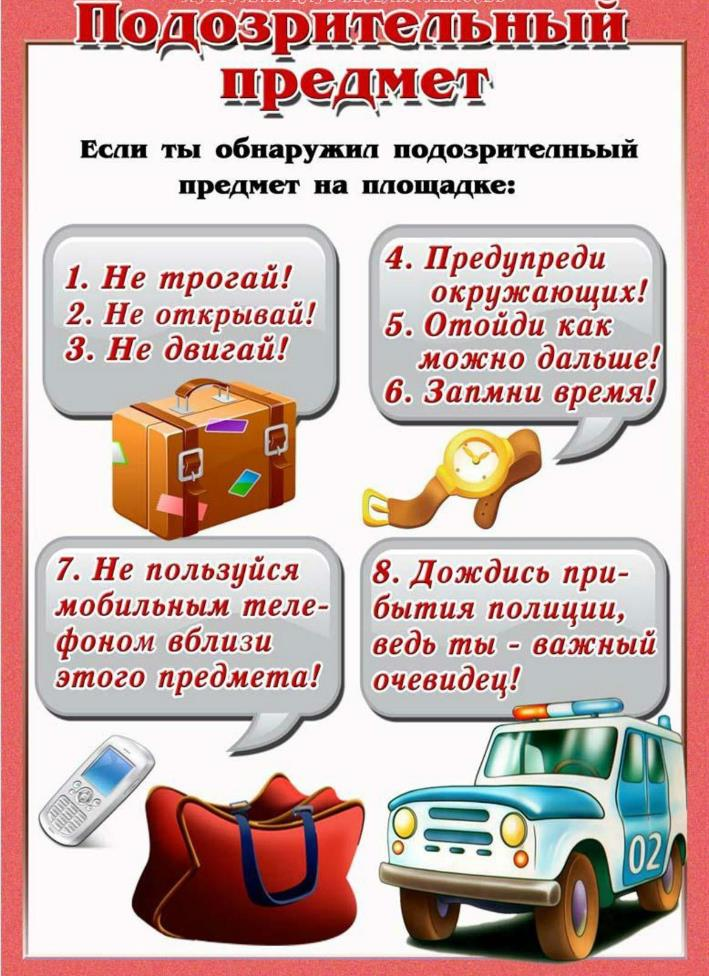 Подозрительный
предмет
Если ты обнаружил подозрителньый
предмет на площадке:
1. Не трогай!
2. Не открывай!
3. Не двигай!
4. Предупреди
окружающих!
5. Отойди как
можно дальше!
6. Запмни время!
7. Не пользуйся
мобильным теле-
фоном вблизи
этого предмета!
8. Дождись при-
бытия полиции,
ведь ты - важный
очевидец!
02